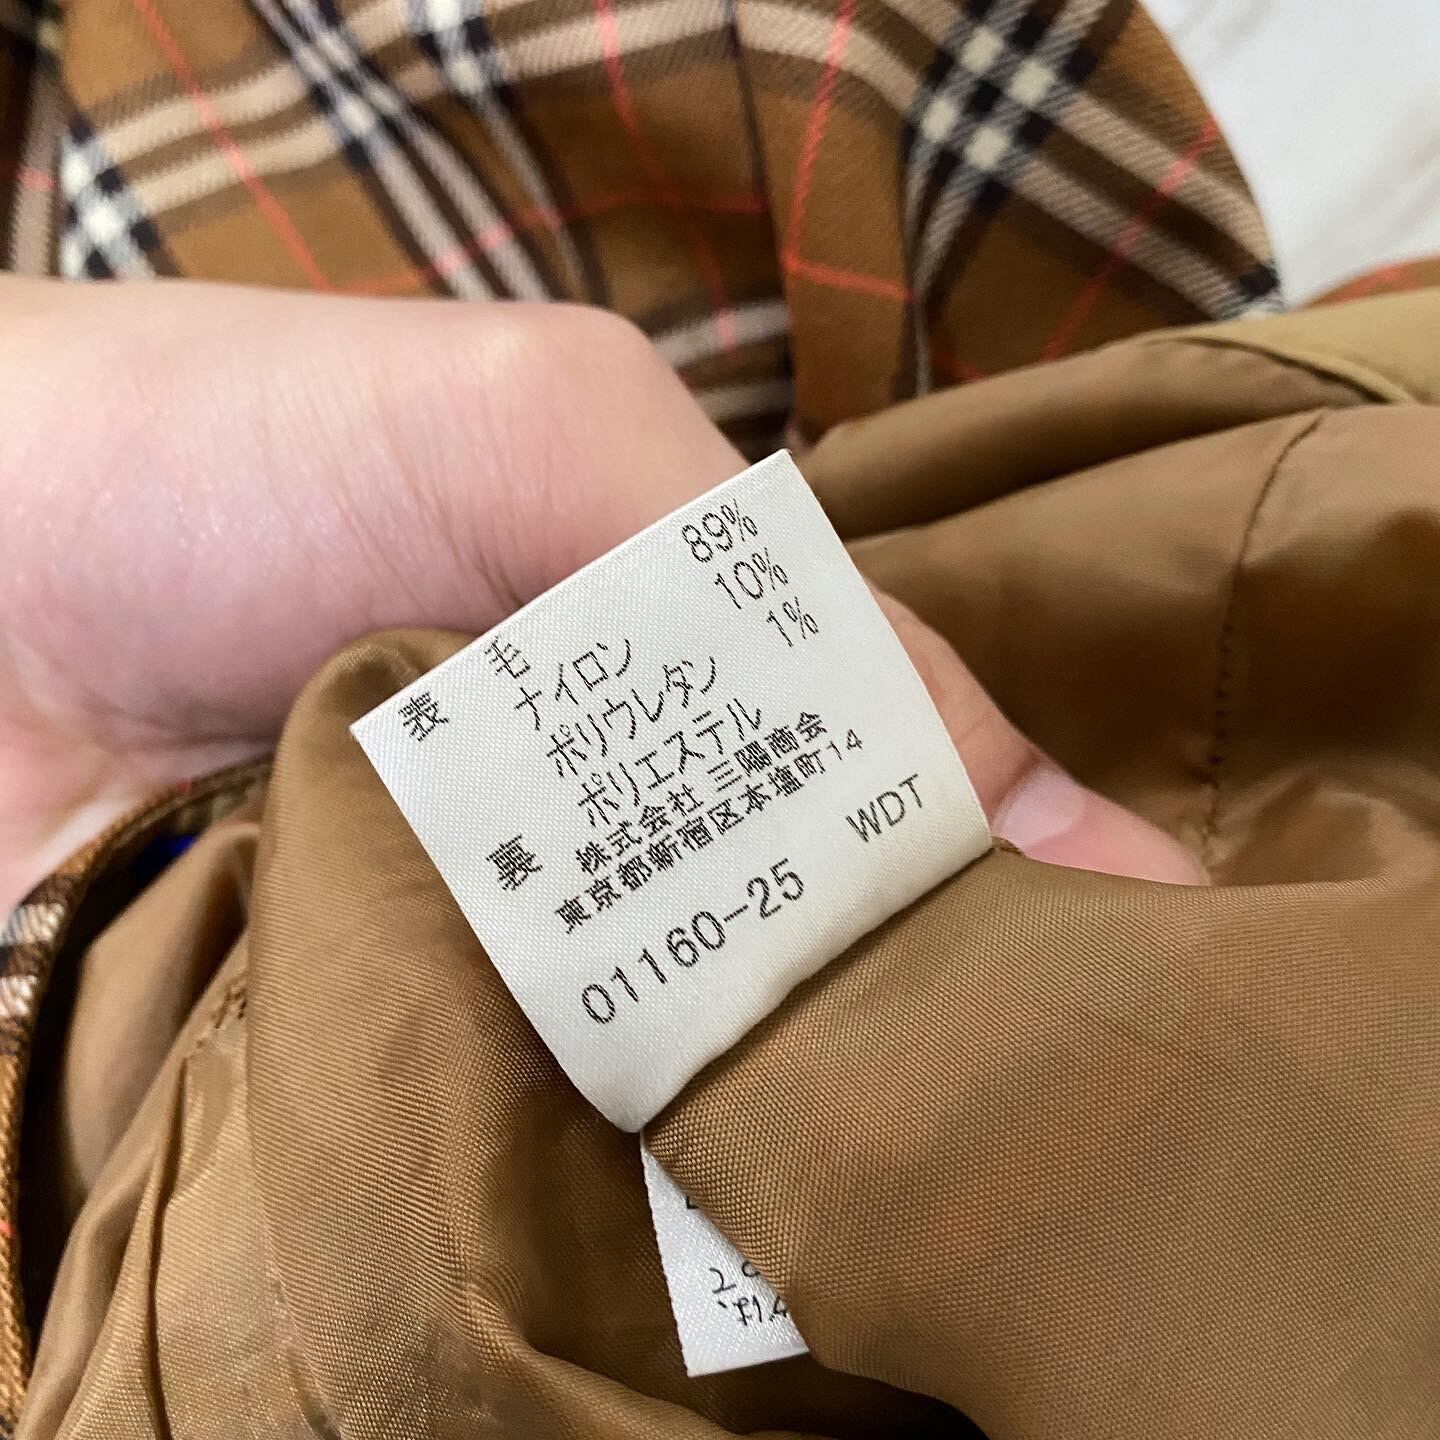 表 毛 89%
ナイロン 10%
ポリウレタン 1%
裏 ポリエステル
株式会社 三陽商会
東京都新宿区本塩町14
01160-25 WDT